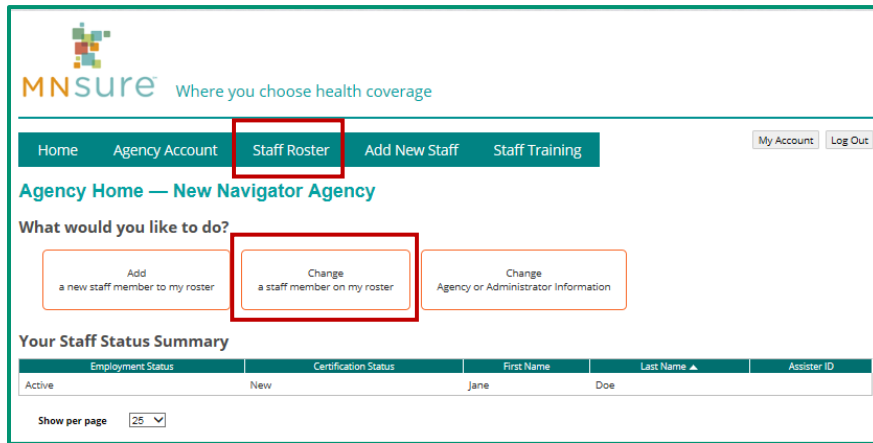 MNsure Where you choose health coverage
My Account Log Out
Home Agency Account Staff Roster Add New Staff Staff Training
Agency Home — New Navigator Agency
What would you like to do?
Add Change Change
a new staff member to my roster a staff member on my roster Agency or Administrator Information
Your Staff Status Summary
Employment Status Certification Status First Name Last Name ▲ Assister ID
Active New Jane Doe
Show per page 25